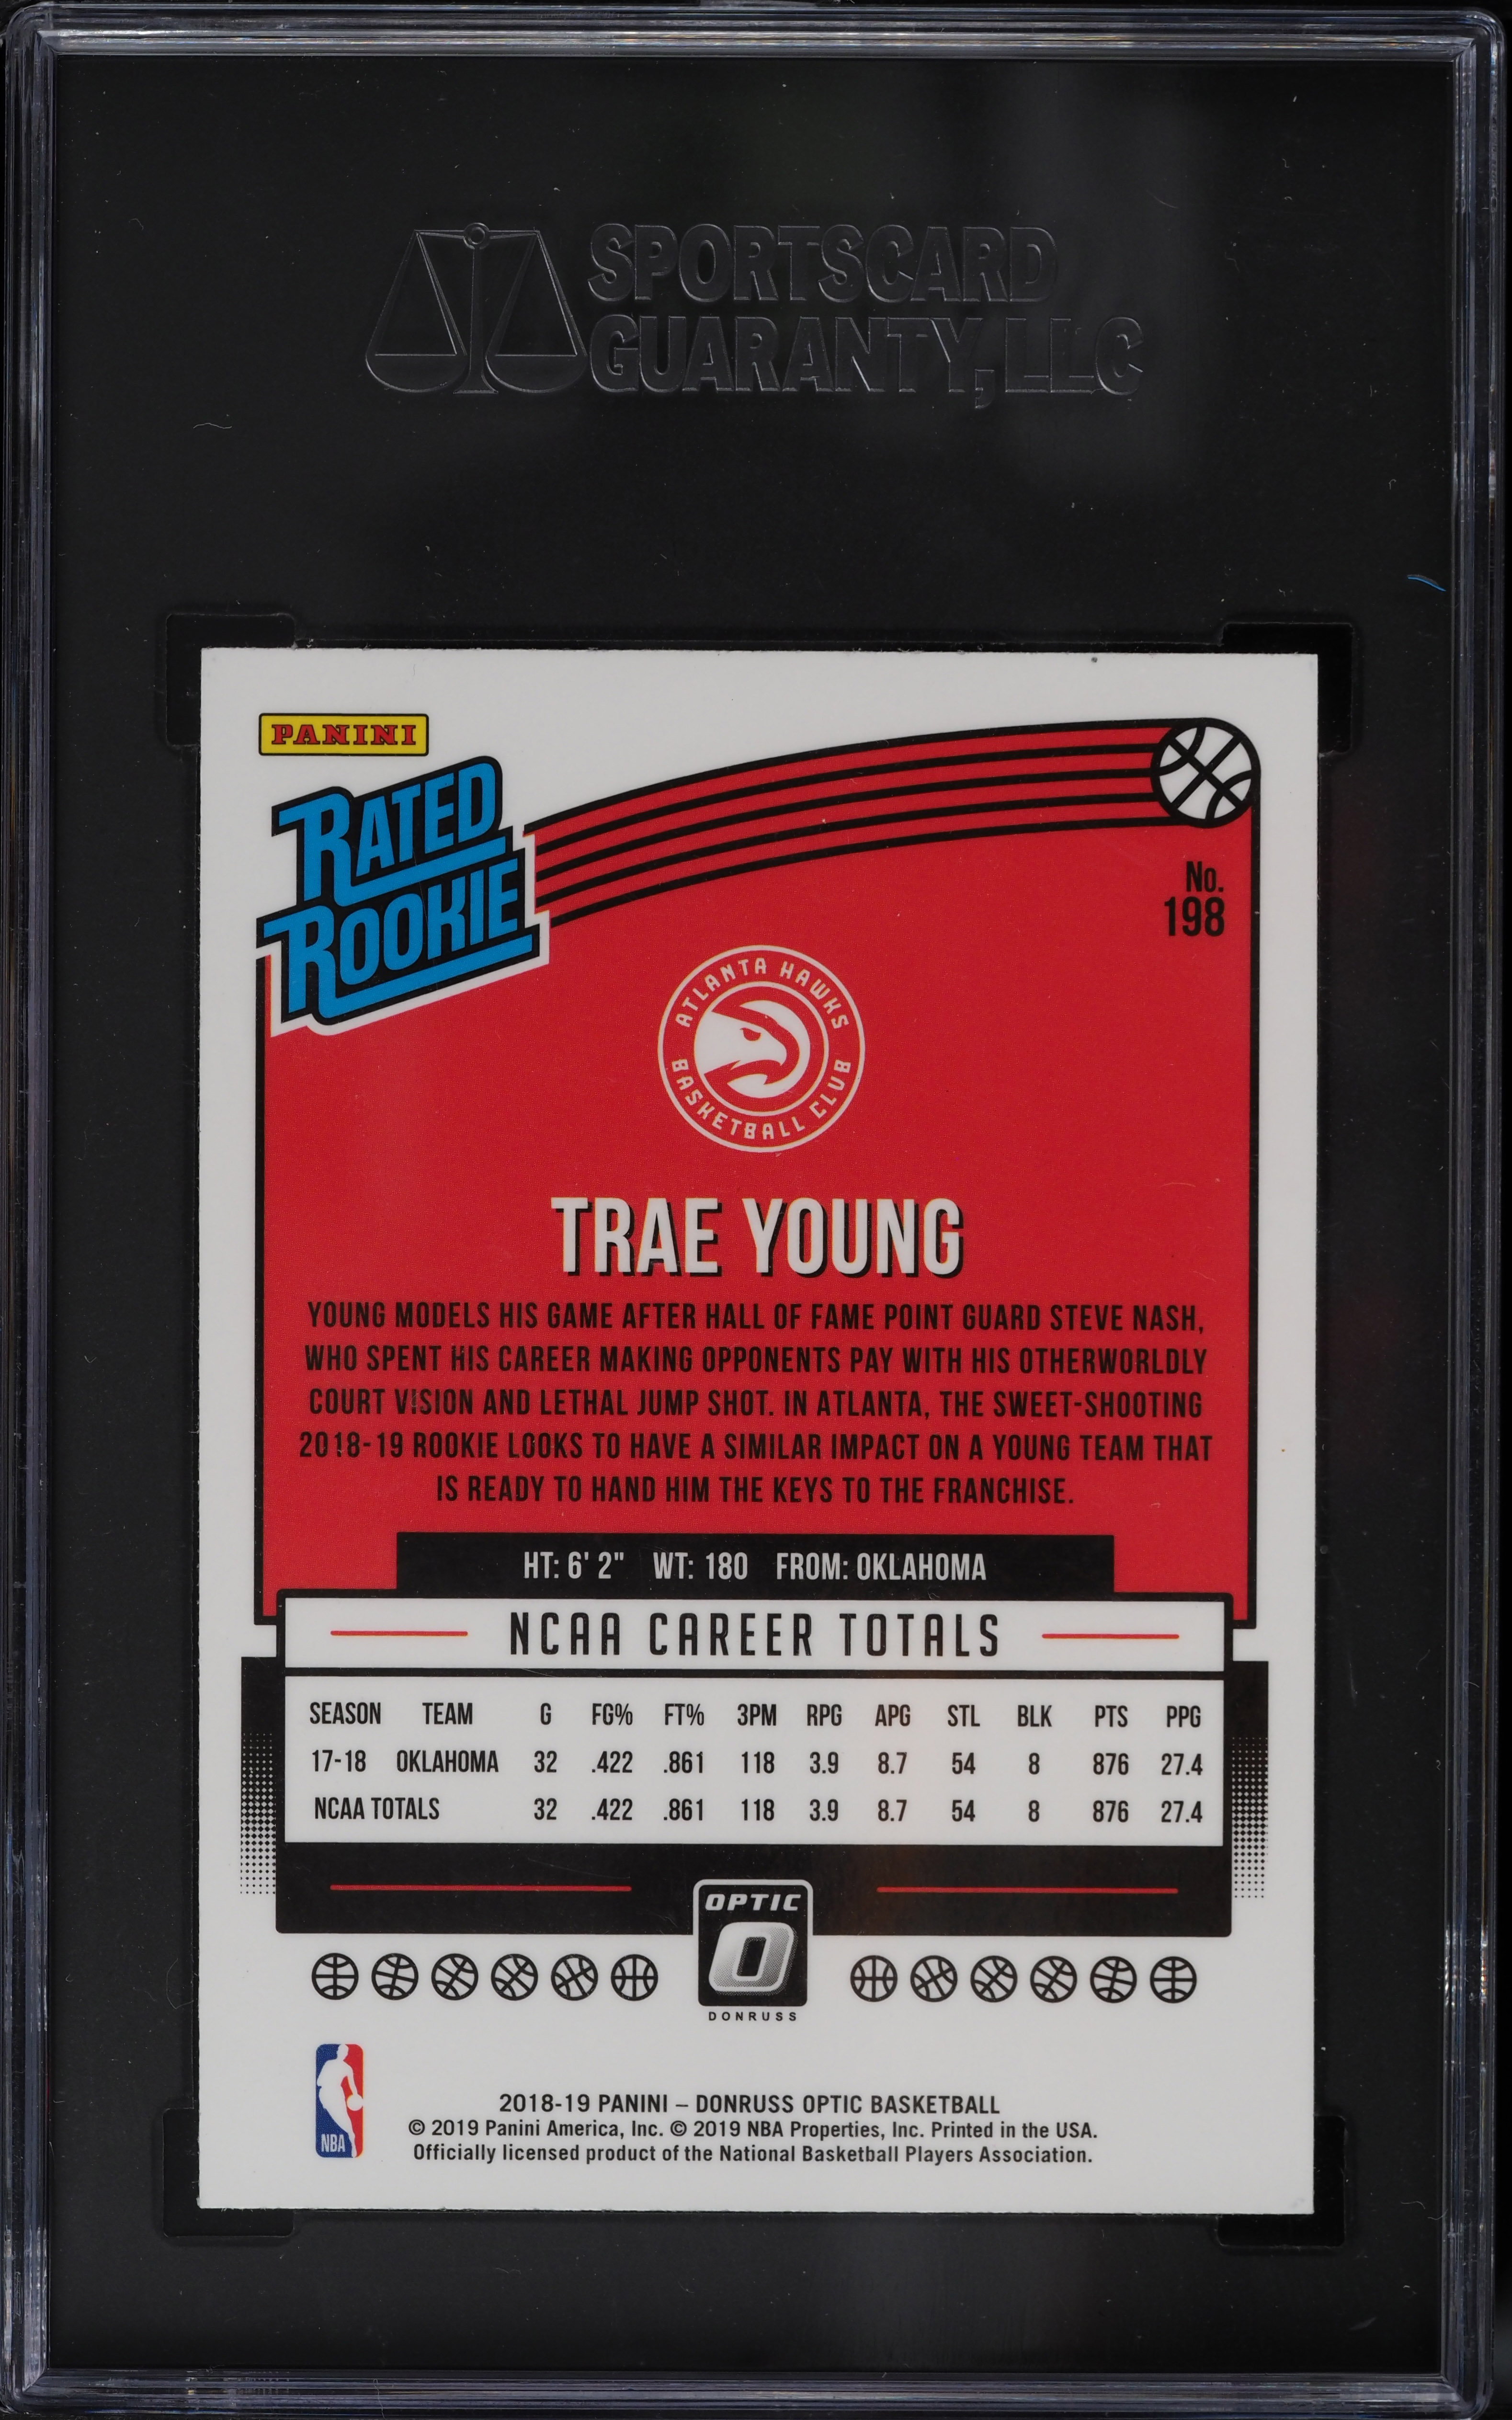 SPORTSCARD
GUARANTY, LLC
PANINI
RATED
ROOKIE
No.
198
ATLANTA HAWKS
BASKETBALL CLUB
TRAE YOUNG
YOUNG MODELS HIS GAME AFTER HALL OF FAME POINT GUARD STEVE NASH,
WHO SPENT HIS CAREER MAKING OPPONENTS PAY WITH HIS OTHERWORLDLY
COURT VISION AND LETHAL JUMP SHOT. IN ATLANTA, THE SWEET-SHOOTING
2018-19 ROOKIE LOOKS TO HAVE A SIMILAR IMPACT ON A YOUNG TEAM THAT
IS READY TO HAND HIM THE KEYS TO THE FRANCHISE.
HT: 6' 2" WT: 180 FROM: OKLAHOMA
NCAA CAREER TOTALS
SEASON TEAM G FG% FT% 3PM RPG APG STL BLK PTS PPG
17-18 OKLAHOMA 32 .422 .861 118 3.9 8.7 54 8 876 27.4
NCAA TOTALS 32 .422 .861 118 3.9 8.7 54 8 876 27.4
OPTIC
O
DONRUSS
NBA
2018-19 PANINI – DONRUSS OPTIC BASKETBALL
© 2019 Panini America, Inc. © 2019 NBA Properties, Inc. Printed in the USA.
Officially licensed product of the National Basketball Players Association.